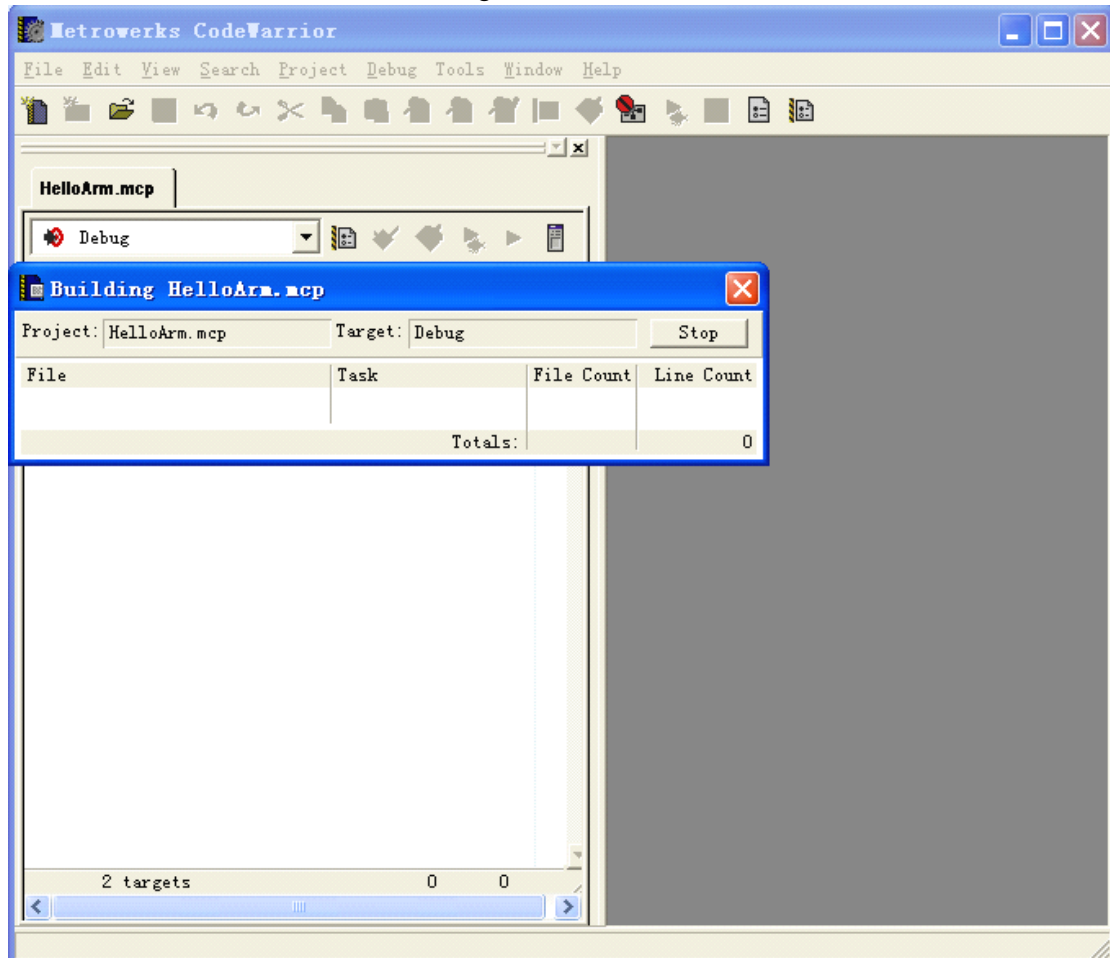 Metrowerks CodeWarrior
File Edit View Search Project Debug Tools Window Help
HelloArm.mcp
Debug
Building HelloArm.mcp
Project: HelloArm.mcp Target: Debug Stop
File Task File Count Line Count
Totals: 0
2 targets 0 0